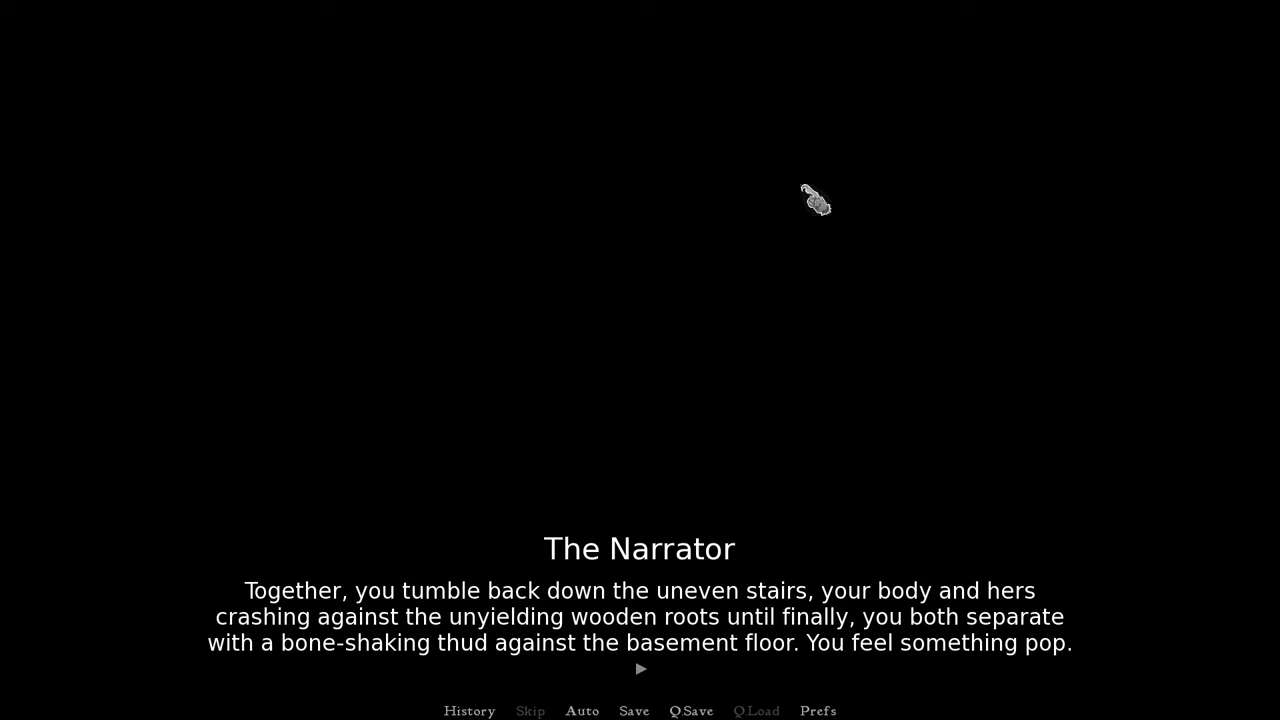 The Narrator
Together, you tumble back down the uneven stairs, your body and hers
crashing against the unyielding wooden roots until finally, you both separate
with a bone-shaking thud against the basement floor. You feel something pop.
History Skip Auto Save Q.Save Q.Load Prefs